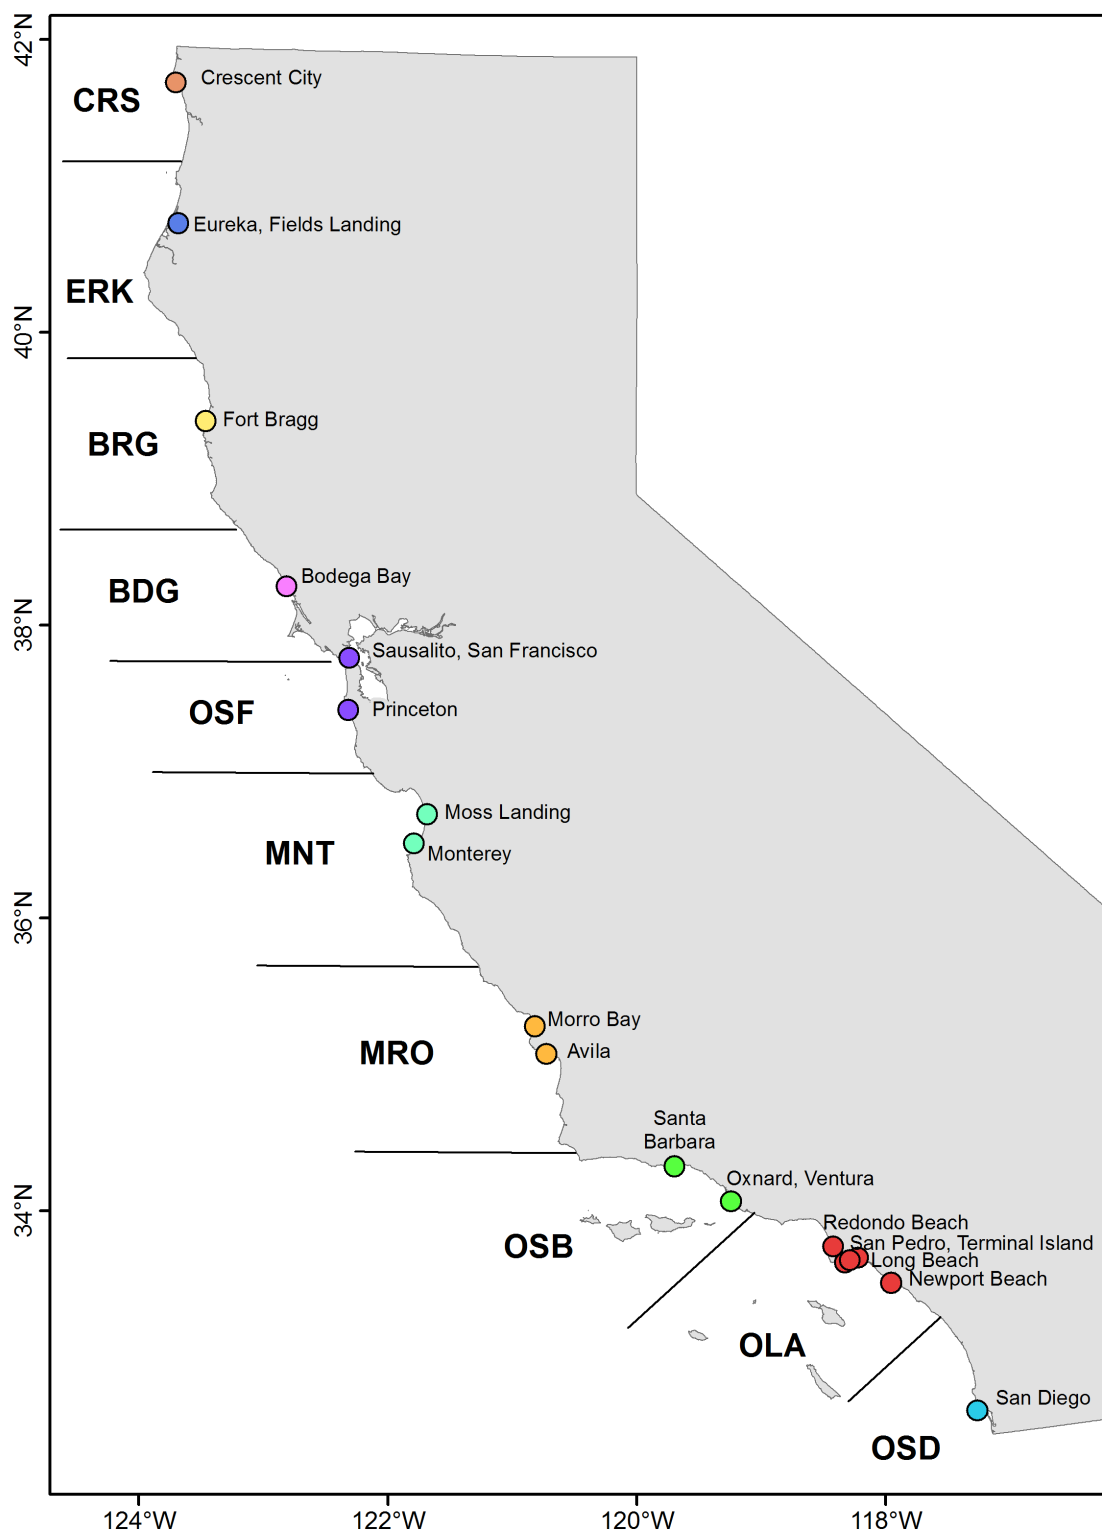 42°N
Crescent City
CRS
Eureka, Fields Landing
ERK
40°N
Fort Bragg
BRG
Bodega Bay
BDG
38°N
Sausalito, San Francisco
OSF
Princeton
Moss Landing
MNT
Monterey
36°N
Morro Bay
MRO
Avila
Santa
Barbara
Oxnard, Ventura
34°N
Redondo Beach
San Pedro, Terminal Island
OSB
Long Beach
Newport Beach
OLA
San Diego
OSD
124°W
122°W
120°W
118°W